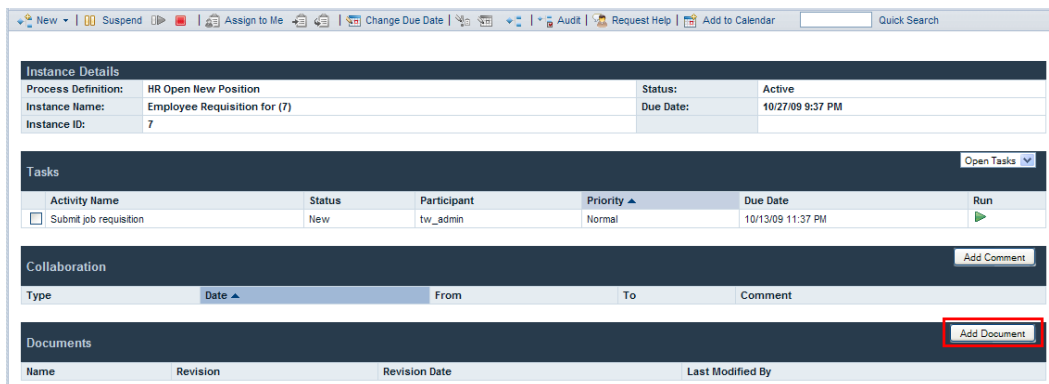 New Suspend Assign to Me Change Due Date Audit Request Help Add to Calendar Quick Search
Instance Details
Process Definition: HR Open New Position Status: Active
Instance Name: Employee Requisition for (7) Due Date: 10/27/09 9:37 PM
Instance ID: 7
Open Tasks
Tasks
Activity Name Status Participant Priority Due Date Run
Submit job requisition New tw_admin Normal 10/13/09 11:37 PM
Add Comment
Collaboration
Type Date From To Comment
Add Document
Documents
Name Revision Revision Date Last Modified By